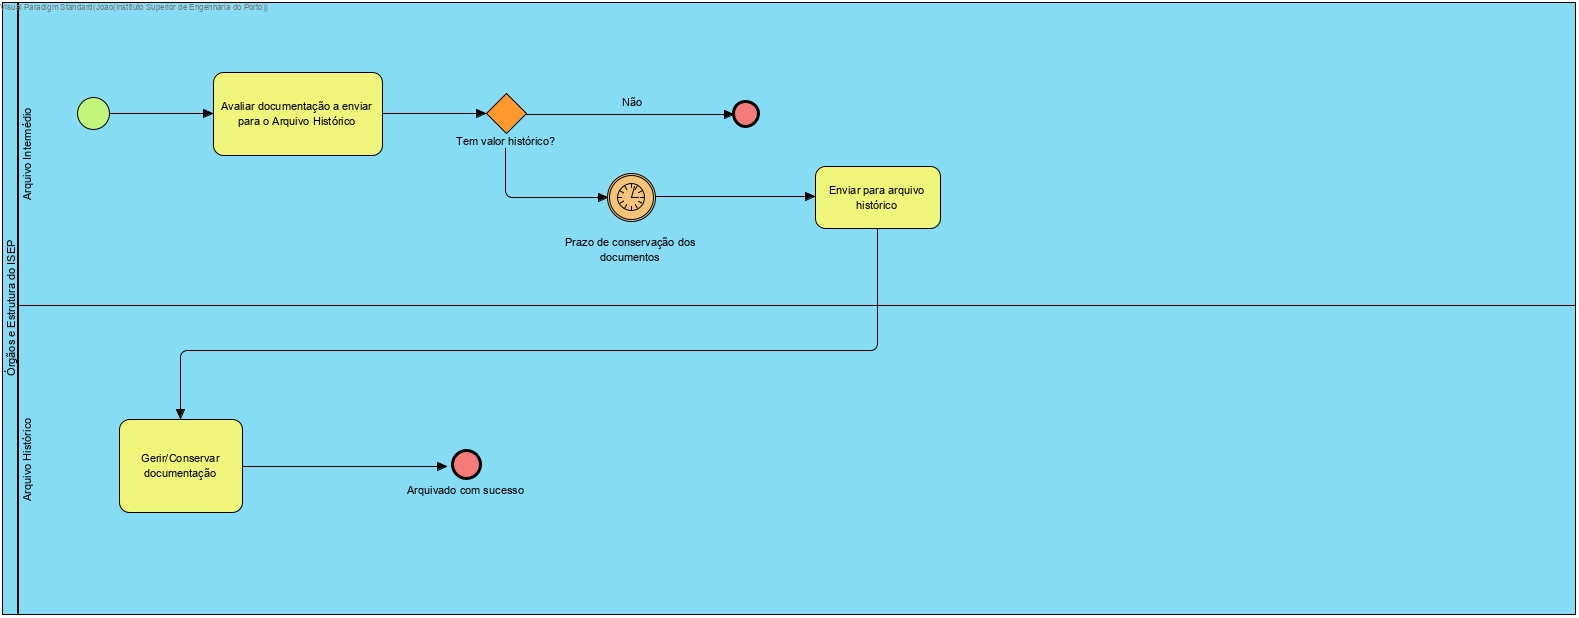 Visual Paradigm Standard(Joao(Instituto Superior de Engenharia do Porto))
Órgãos e Estrutura do ISEP
Arquivo Intermédio
Avaliar documentação a enviar
para o Arquivo Histórico
Tem valor histórico?
Não
Prazo de conservação dos
documentos
Enviar para arquivo
histórico
Arquivo Histórico
Gerir/Conservar
documentação
Arquivado com sucesso